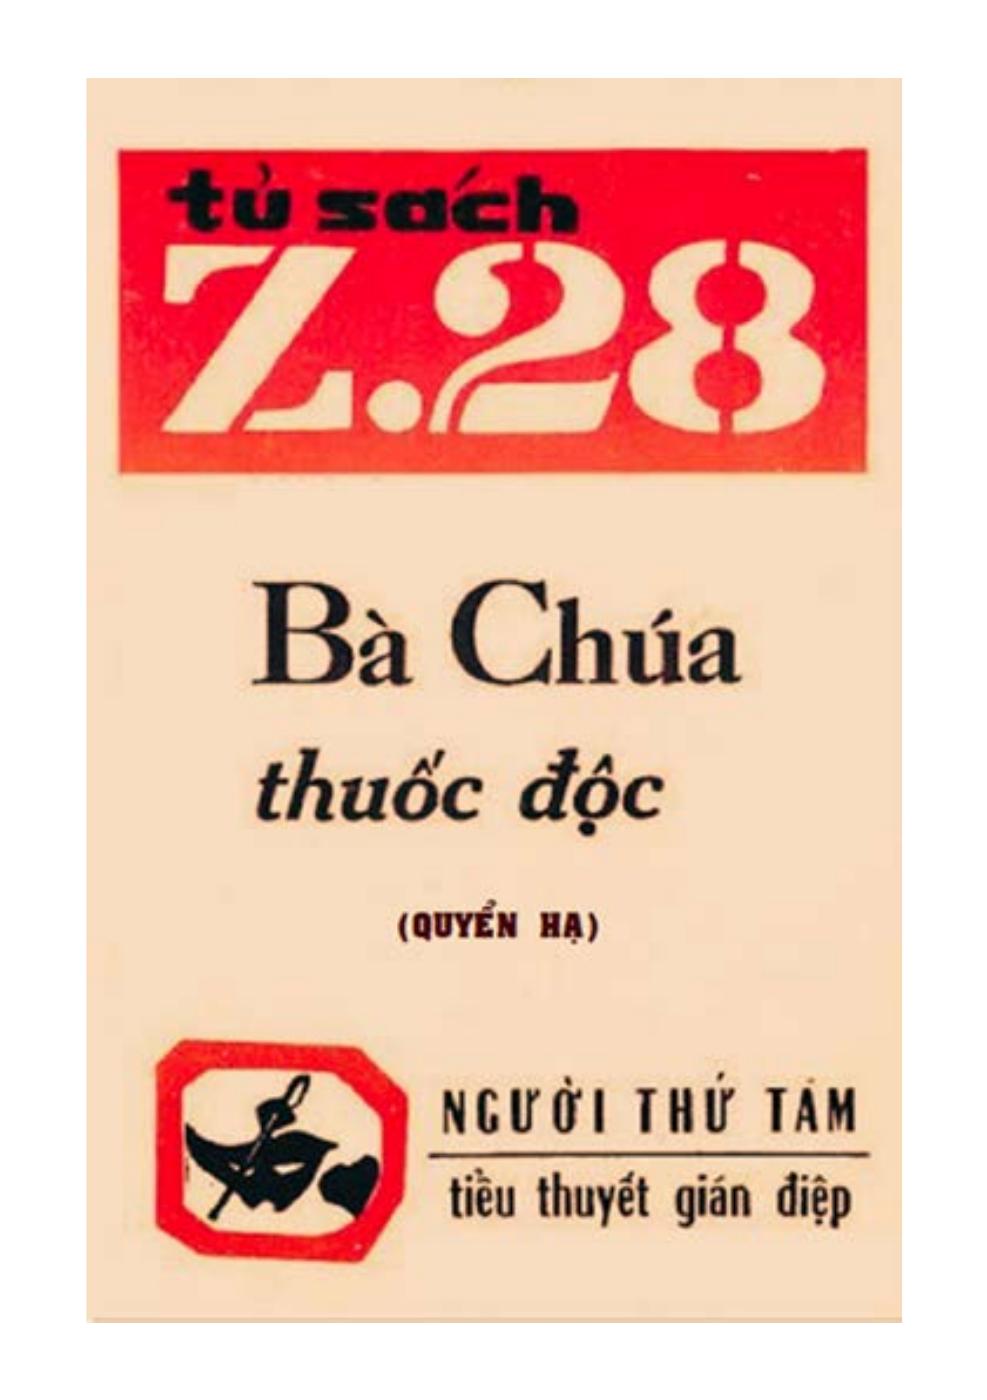 tủ sách
Z.28
Bà Chúa
thuốc độc
(QUYỂN HẠ)
NGƯỜI THỨ TÁM
tiểu thuyết gián điệp